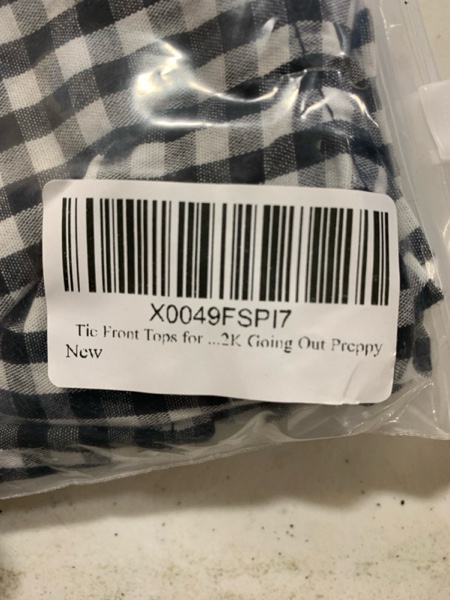 X0049FSPI7
Tie Front Tops for ...2K Going Out Preppy
New